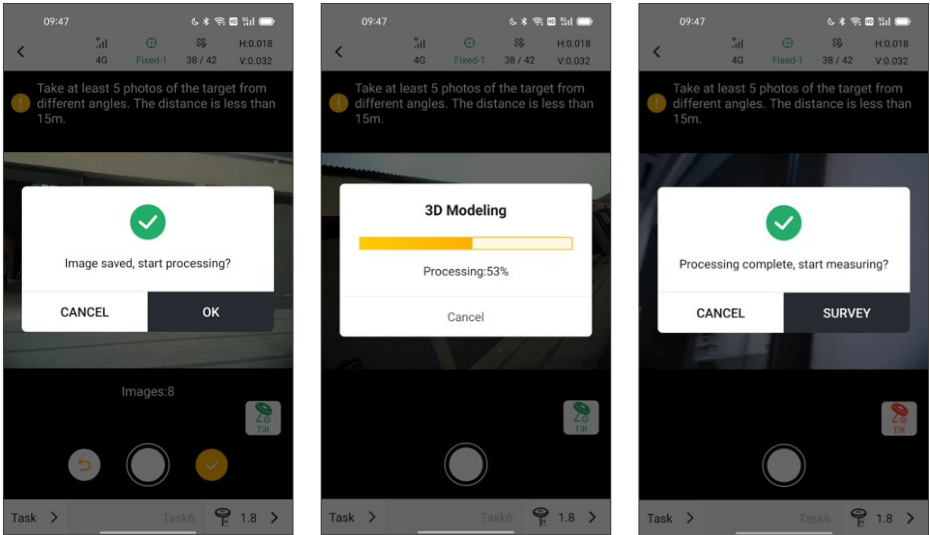 09:47
4G
Fixed-1
38 / 42
H:0.018
V:0.032
Take at least 5 photos of the target from
different angles. The distance is less than
15m.
Image saved, start processing?
CANCEL
OK
Images:8
Tilt
Task
Task6
1.8
09:47
4G
Fixed-1
38 / 42
H:0.018
V:0.032
Take at least 5 photos of the target from
different angles. The distance is less than
15m.
3D Modeling
Processing:53%
Cancel
Tilt
Task
Task6
1.8
09:47
4G
Fixed-1
38 / 42
H:0.018
V:0.032
Take at least 5 photos of the target from
different angles. The distance is less than
15m.
Processing complete, start measuring?
CANCEL
SURVEY
Tilt
Task
Task6
1.8